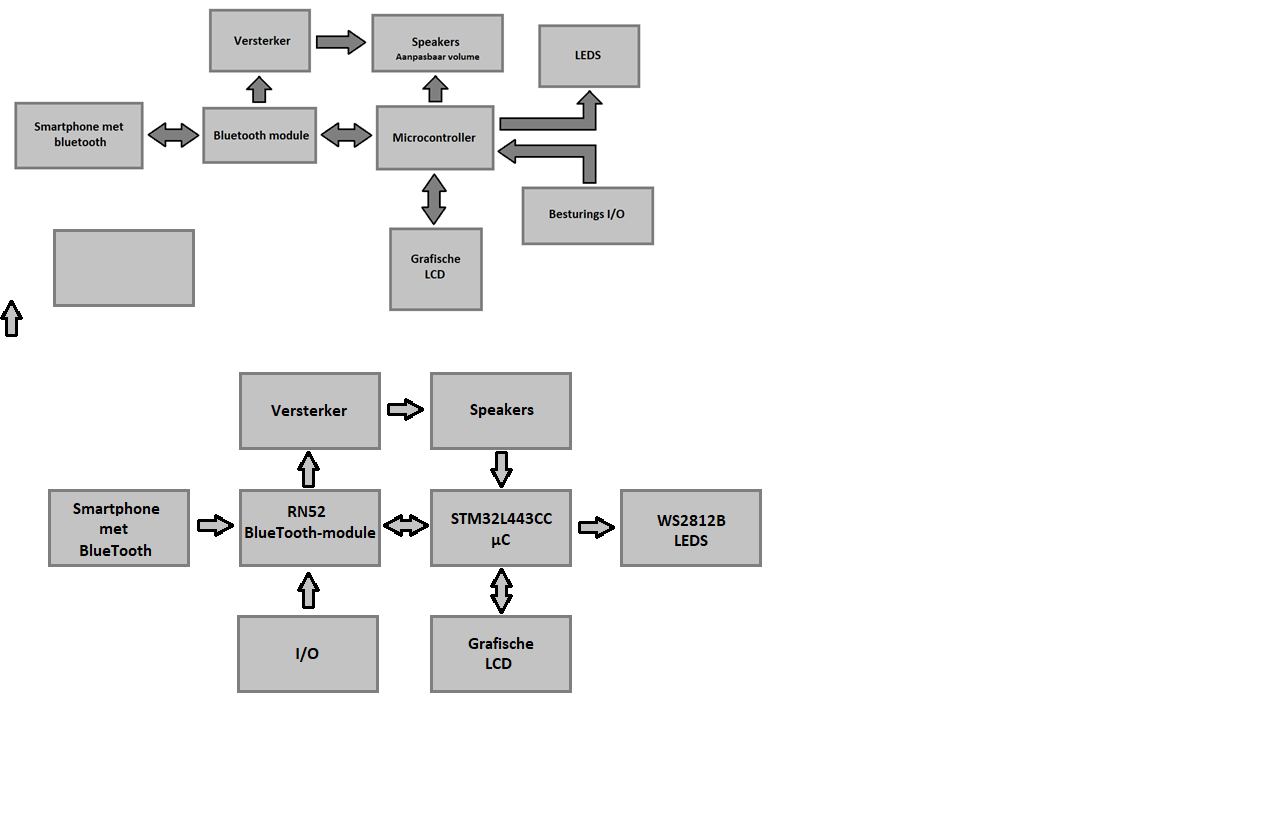 Versterker
Speakers
Aanpasbaar volume
LEDS
Smartphone met
bluetooth
Bluetooth module
Microcontroller
Besturings I/O
Grafische
LCD
Versterker
Speakers
Smartphone
met
BlueTooth
RN52
BlueTooth-module
STM32L443CC
µC
WS2812B
LEDS
I/O
Grafische
LCD